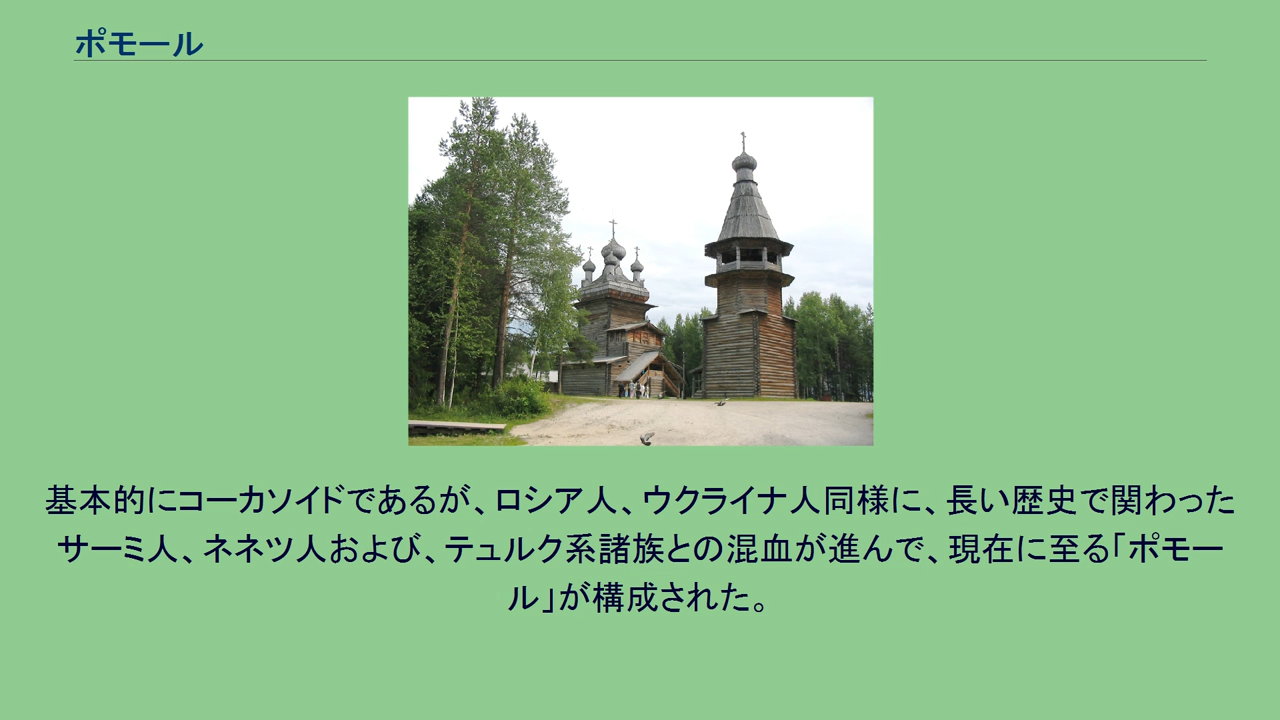 ポモール
基本的にコーカソイドであるが、ロシア人、ウクライナ人同様に、長い歴史で関わった
サーミ人、ネネツ人および、テュルク系諸族との混血が進んで、現在に至る「ポモー
ル」が構成された。